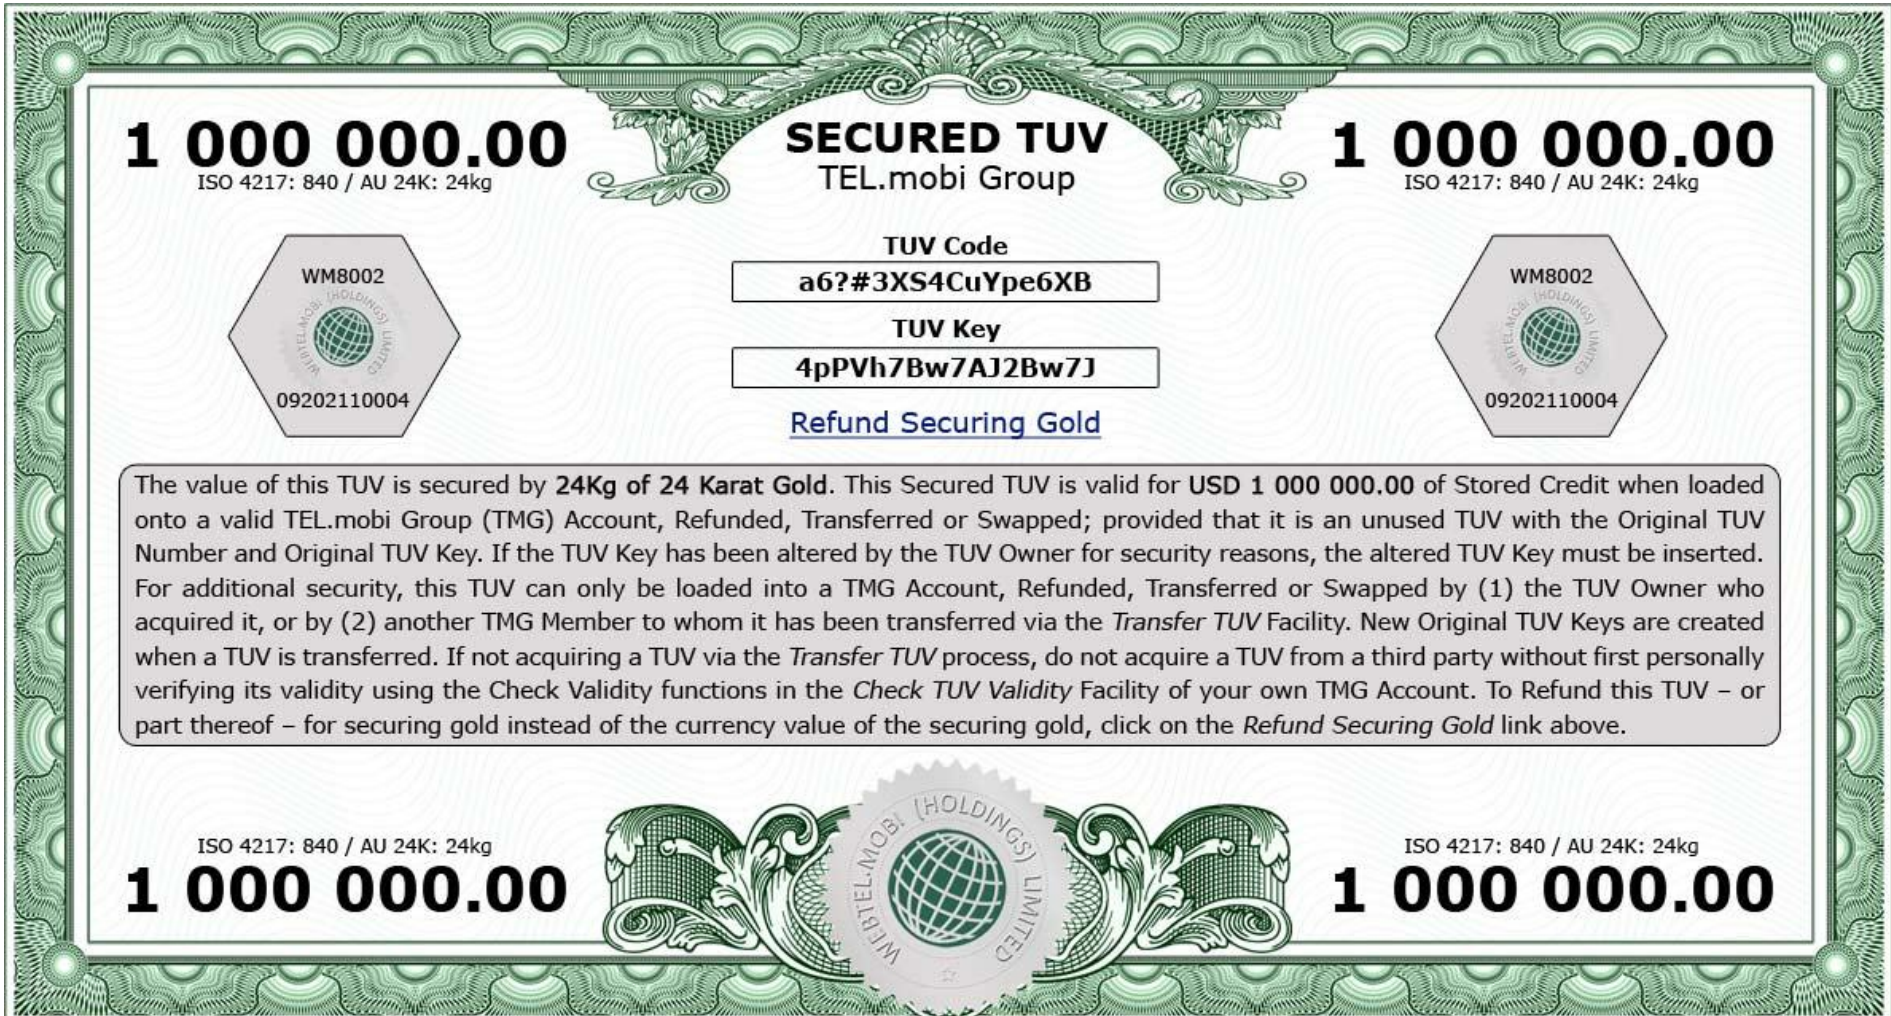 1 000 000.00
ISO 4217: 840 / AU 24K: 24kg
SECURED TUV
TEL.mobi Group
1 000 000.00
ISO 4217: 840 / AU 24K: 24kg
WM8002
WEBTEL.MOBI (HOLDINGS) LIMITED
09202110004
TUV Code
a6?#3XS4CuYpe6XB
TUV Key
4pPVh7Bw7AJ2Bw7J
Refund Securing Gold
WM8002
WEBTEL.MOBI (HOLDINGS) LIMITED
09202110004
The value of this TUV is secured by 24Kg of 24 Karat Gold. This Secured TUV is valid for USD 1 000 000.00 of Stored Credit when loaded
onto a valid TEL.mobi Group (TMG) Account, Refunded, Transferred or Swapped; provided that it is an unused TUV with the Original TUV
Number and Original TUV Key. If the TUV Key has been altered by the TUV Owner for security reasons, the altered TUV Key must be inserted.
For additional security, this TUV can only be loaded into a TMG Account, Refunded, Transferred or Swapped by (1) the TUV Owner who
acquired it, or by (2) another TMG Member to whom it has been transferred via the Transfer TUV Facility. New Original TUV Keys are created
when a TUV is transferred. If not acquiring a TUV via the Transfer TUV process, do not acquire a TUV from a third party without first personally
verifying its validity using the Check Validity functions in the Check TUV Validity Facility of your own TMG Account. To Refund this TUV – or
part thereof – for securing gold instead of the currency value of the securing gold, click on the Refund Securing Gold link above.
ISO 4217: 840 / AU 24K: 24kg
1 000 000.00
WEBTEL.MOBI (HOLDINGS) LIMITED
ISO 4217: 840 / AU 24K: 24kg
1 000 000.00